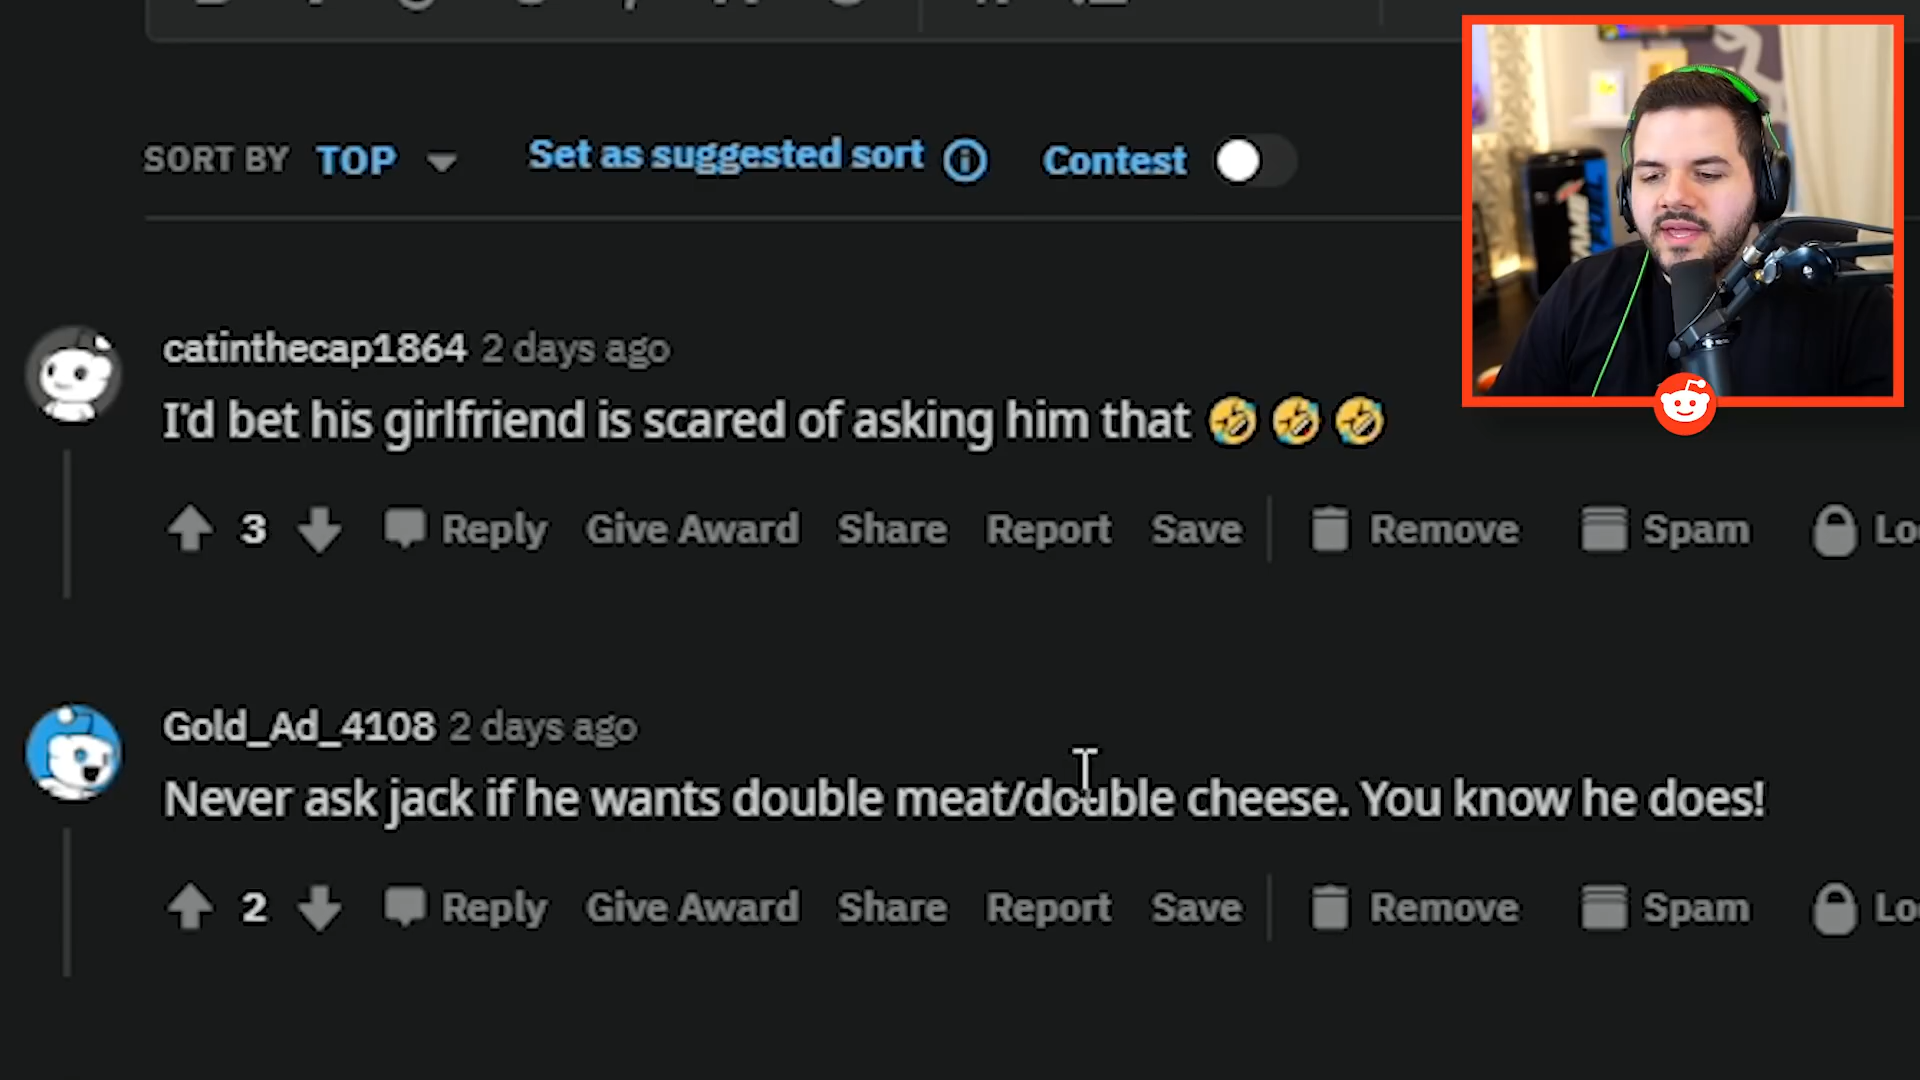 SORT BY TOP Set as suggested sort Contest
catinthecap1864 2 days ago
I'd bet his girlfriend is scared of asking him that 🤣🤣🤣
3 Reply Give Award Share Report Save Remove Spam Lo
Gold_Ad_4108 2 days ago
Never ask jack if he wants double meat/double cheese. You know he does!
2 Reply Give Award Share Report Save Remove Spam Lo